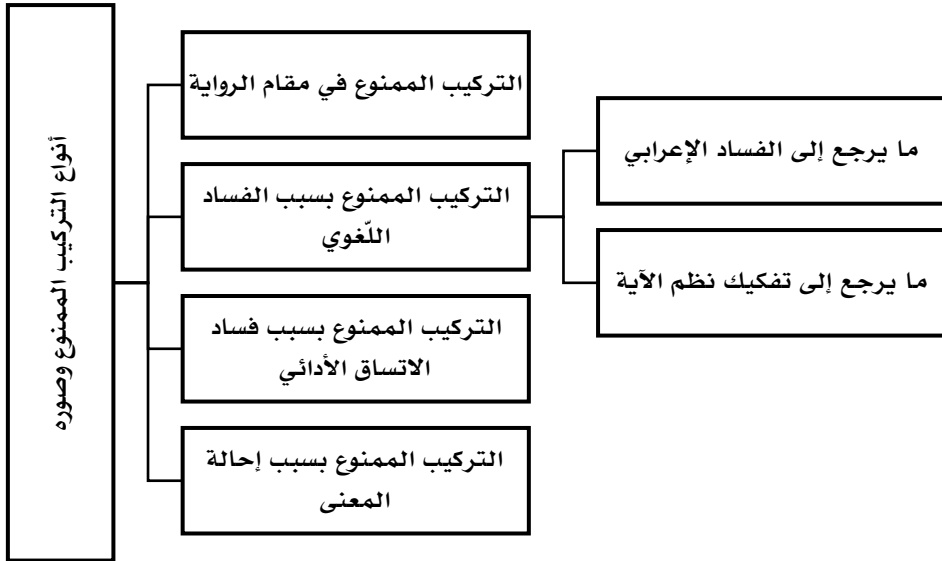 أنواع التركيب الممنوع وصوره
التركيب الممنوع في مقام الرواية
التركيب الممنوع بسبب الفساد
اللّغوي
ما يرجع إلى الفساد الإعرابي
ما يرجع إلى تفكيك نظم الآية
التركيب الممنوع بسبب فساد
الاتساق الأدائي
التركيب الممنوع بسبب إحالة
المعنى